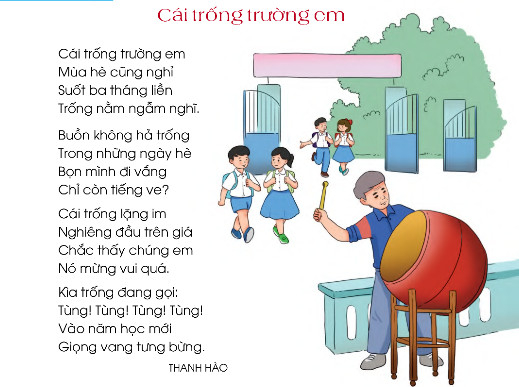 Cái trống trường em
Cái trống trường em
Mùa hè cũng nghỉ
Suốt ba tháng liền
Trống nằm ngẫm nghĩ.
Buồn không hả trống
Trong những ngày hè
Bọn mình đi vắng
Chỉ còn tiếng ve?
Cái trống lặng im
Nghiêng đầu trên giá
Chắc thấy chúng em
Nó mừng vui quá.
Kìa trống đang gọi:
Tùng! Tùng! Tùng! Tùng!
Vào năm học mới
Giọng vang tưng bừng.
THANH HÀO